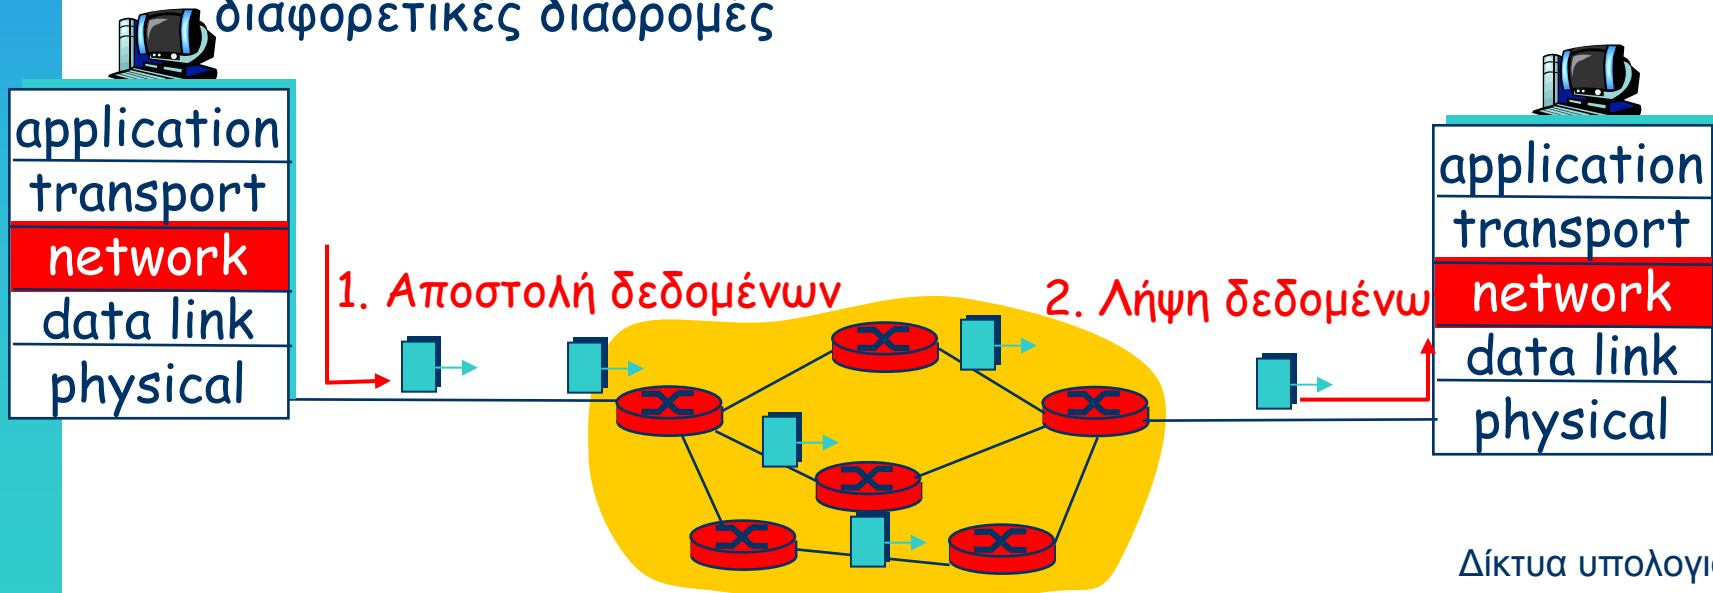 διαφορετικές διαδρομές
application
transport
network
data link
physical
1. Αποστολή δεδομένων
2. Λήψη δεδομένω
application
transport
network
data link
physical
Δίκτυα